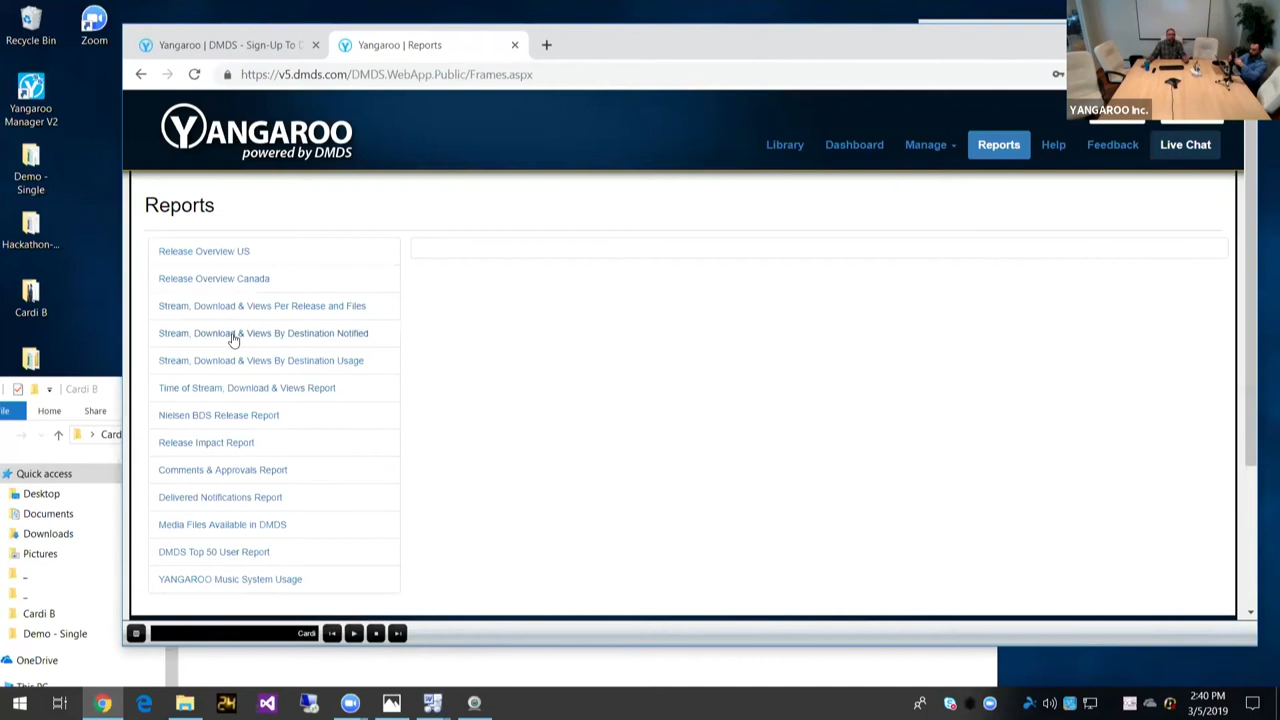 Recycle Bin
Zoom
Yangaroo
Manager V2
Demo -
Single
Hackathon-...
Cardi B
Yangaroo | DMDS - Sign-Up To
Yangaroo | Reports
https://v5.dmds.com/DMDS.WebApp.Public/Frames.aspx
YANGAROO Inc.
YANGAROO
powered by DMDS
Library
Dashboard
Manage
Reports
Help
Feedback
Live Chat
Reports
Release Overview US
Release Overview Canada
Stream, Download & Views Per Release and Files
Stream, Download & Views By Destination Notified
Stream, Download & Views By Destination Usage
Time of Stream, Download & Views Report
Nielsen BDS Release Report
Release Impact Report
Comments & Approvals Report
Delivered Notifications Report
Media Files Available in DMDS
DMDS Top 50 User Report
YANGAROO Music System Usage
Cardi B
Home
Share
Card
Quick access
Desktop
Documents
Downloads
Pictures
_
_
Cardi B
Demo - Single
OneDrive
This PC
Cardi
2:40 PM
3/5/2019